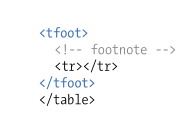 <tfoot>
<!-- footnote -->
<tr></tr>
</tfoot>
</table>